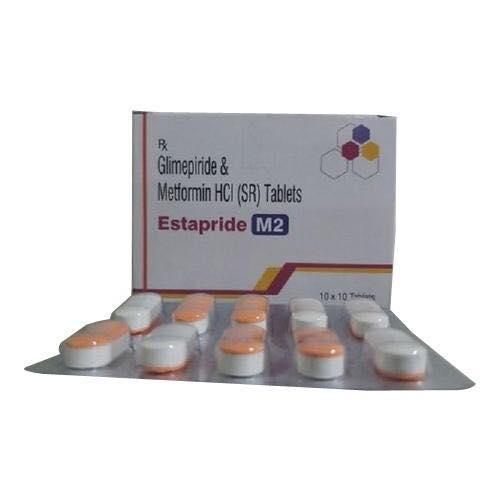 Rx
Glimepiride &
Metformin HCl (SR) Tablets
Estapride M2
10 x 10 Tablets